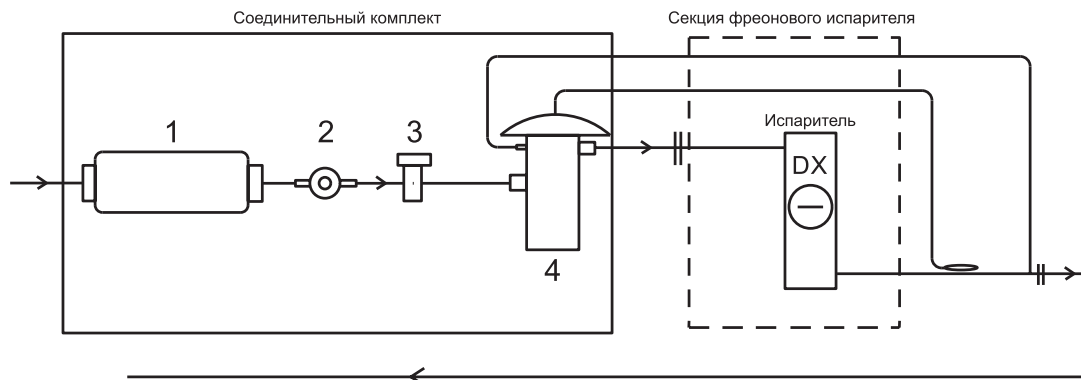 Соединительный комплект
Секция фреонового испарителя
1
2
3
Испаритель
DX
4